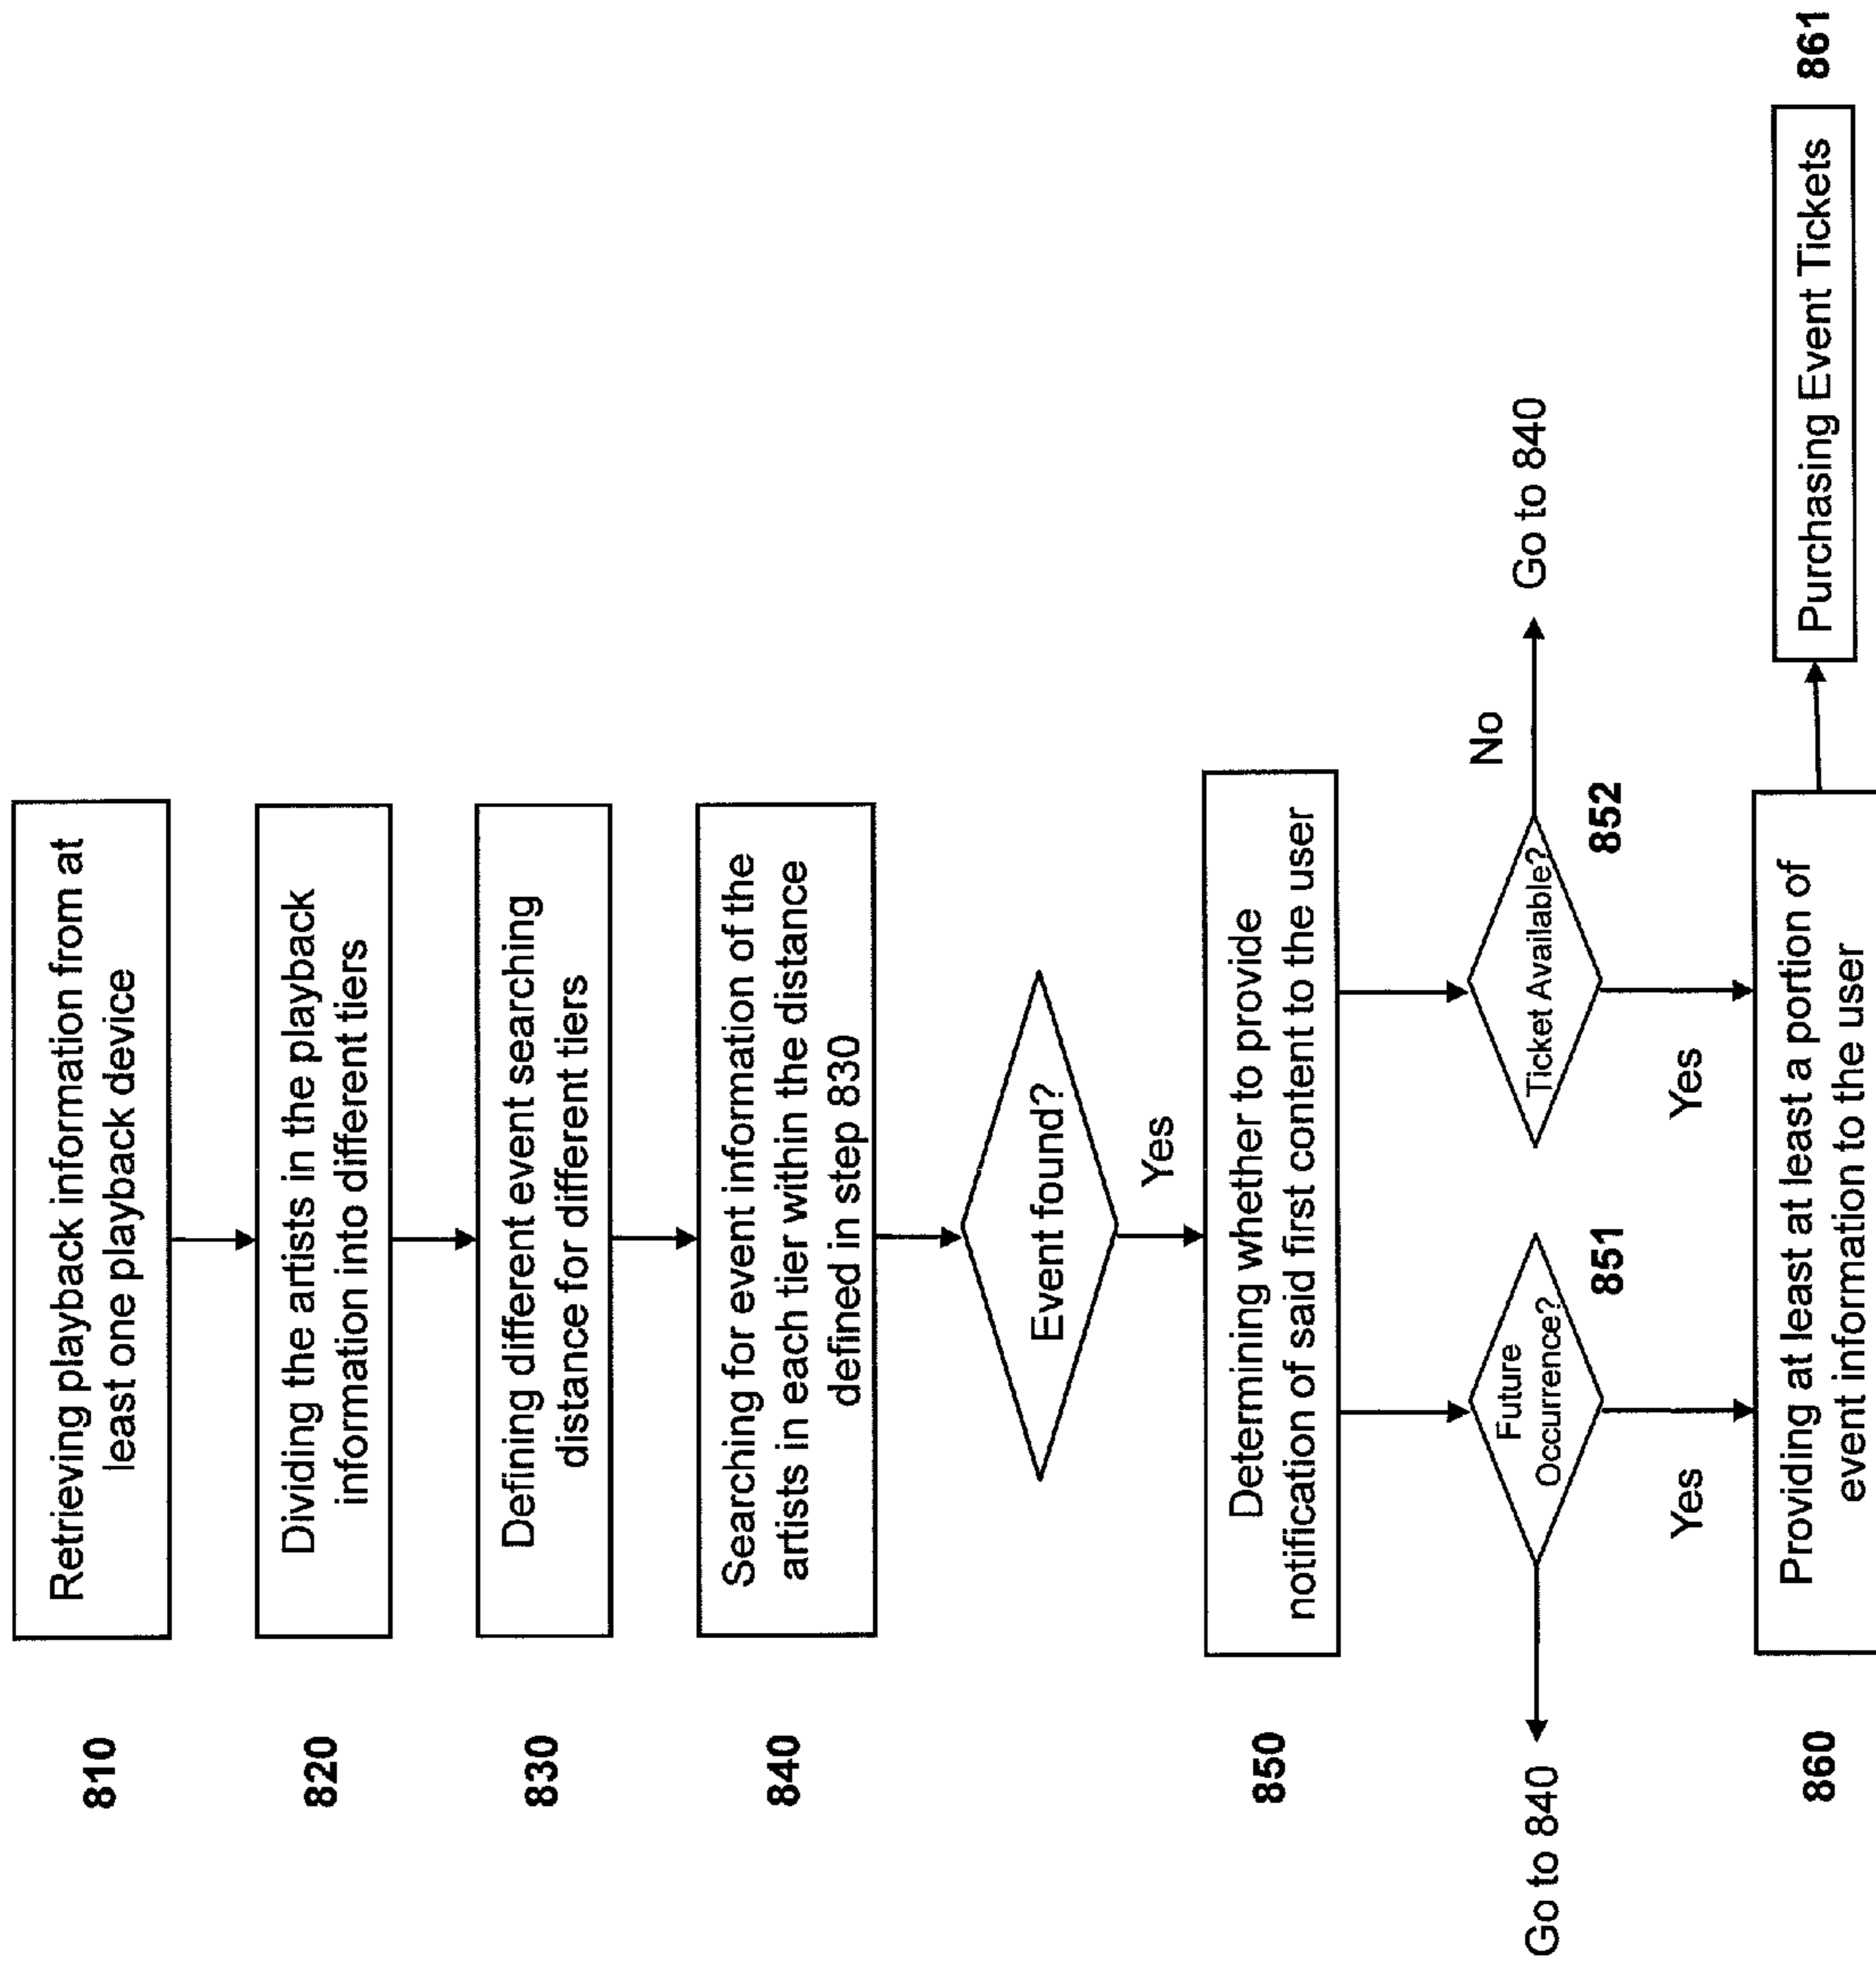 810
Retrieving playback information from at
least one playback device
820
Dividing the artists in the playback
information into different tiers
830
Defining different event searching
distance for different tiers
840
Searching for event information of the
artists in each tier within the distance
defined in step 830
Event found?
Yes
850
Determining whether to provide
notification of said first content to the user
Go to 840
Future
Occurrence?
851
Ticket Available?
852
No
Go to 840
Yes
Yes
860
Providing at least at least a portion of
event information to the user
Purchasing Event Tickets
861